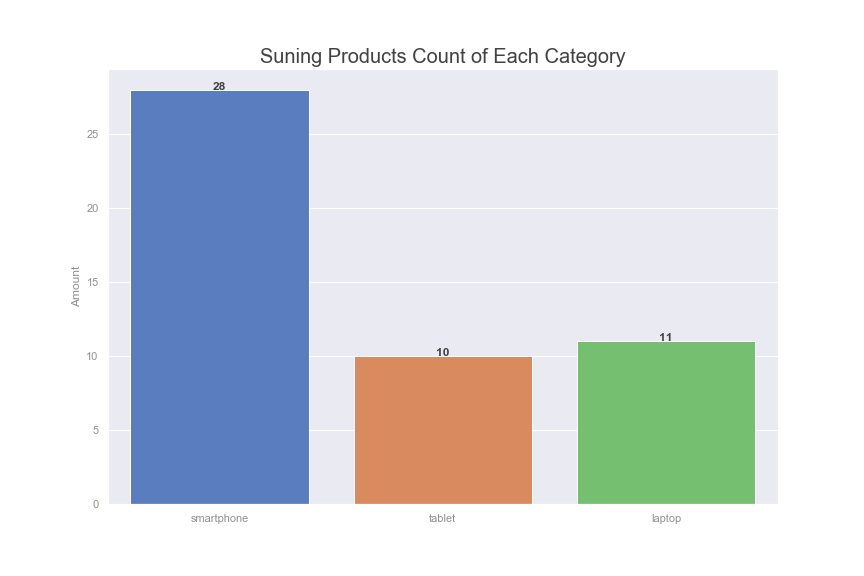 Suning Products Count of Each Category
28
25
20
15
Amount
11
10
10
5
0
smartphone
tablet
laptop